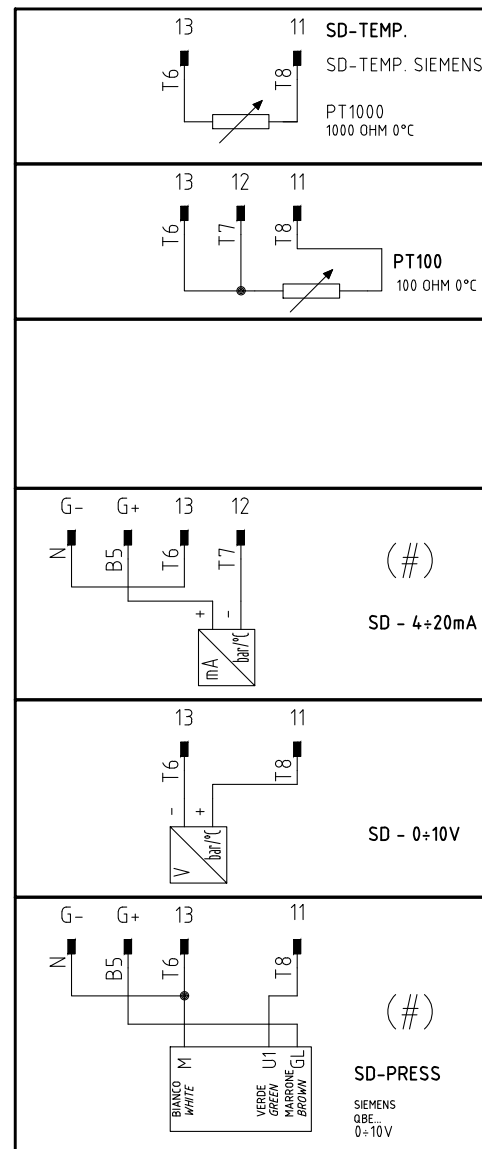 13 11 SD-TEMP.
T6 T8 SD-TEMP. SIEMENS
PT1000
1000 OHM 0°C
13 12 11
T6 T7 T8
PT100
100 OHM 0°C
G- G+ 13 12
N B5 T6 T7
(#)
+ -
SD - 4÷20mA
mA bar/°C
13 11
T6 T8
- +
SD - 0÷10V
V bar/°C
G- G+ 13 11
N B5 T6 T8
(#)
M U1 GL
BIANCO VERDE MARRONE
WHITE GREEN BROWN
SD-PRESS
SIEMENS
QBE...
0÷10V